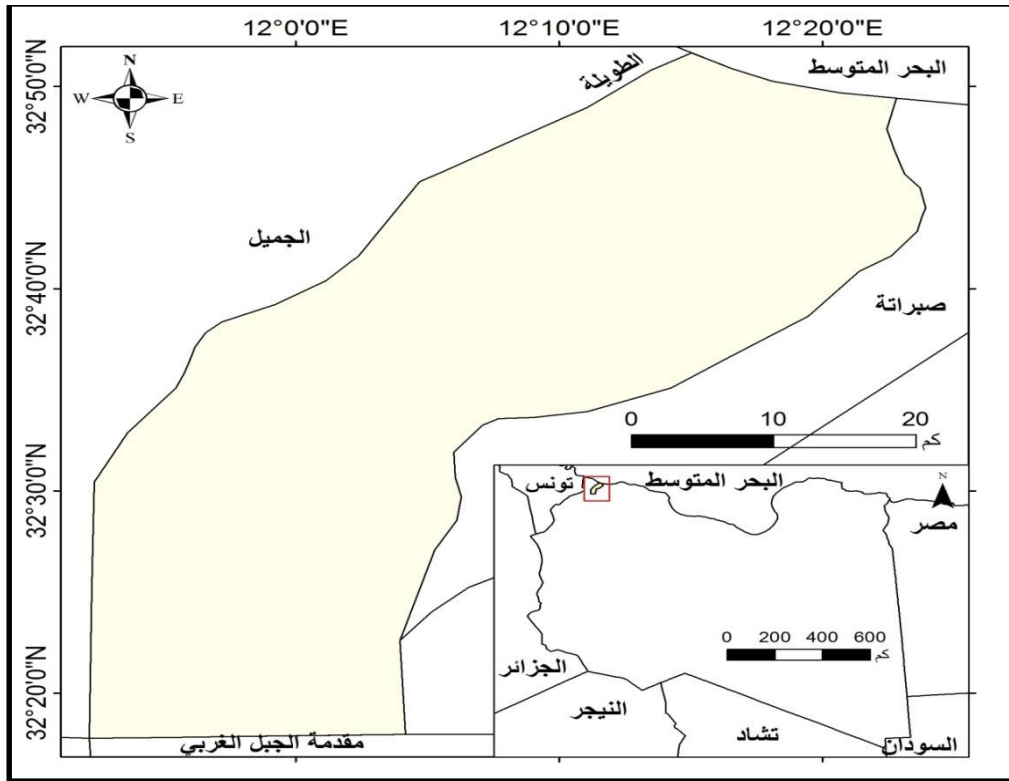 12°0'0"E
12°10'0"E
12°20'0"E
32°50'0"N
32°40'0"N
32°30'0"N
32°20'0"N
N
W
E
S
الطويلة
البحر المتوسط
الجميل
صبراتة
0 10 20
كم
مقدمة الجبل الغربي
تونس
البحر المتوسط
N
مصر
0 200 400 600
كم
الجزائر
النيجر
تشاد
السودان